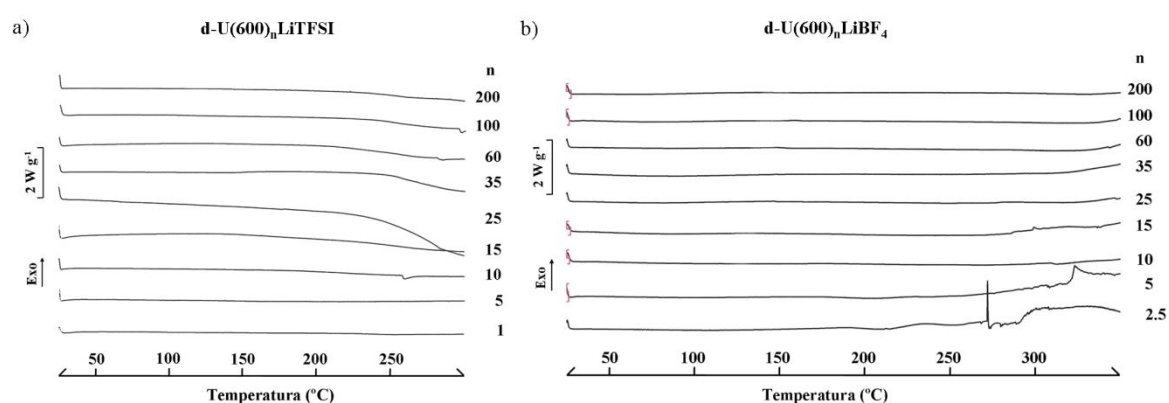 a)
d-U(600)nLiTFSI
n
200
100
60
35
25
15
10
5
1
2 W g-1
Exo
50 100 150 200 250
Temperatura (ºC)
b)
d-U(600)nLiBF4
n
200
100
60
35
25
15
10
5
2.5
2 W g-1
Exo
50 100 150 200 250 300
Temperatura (ºC)